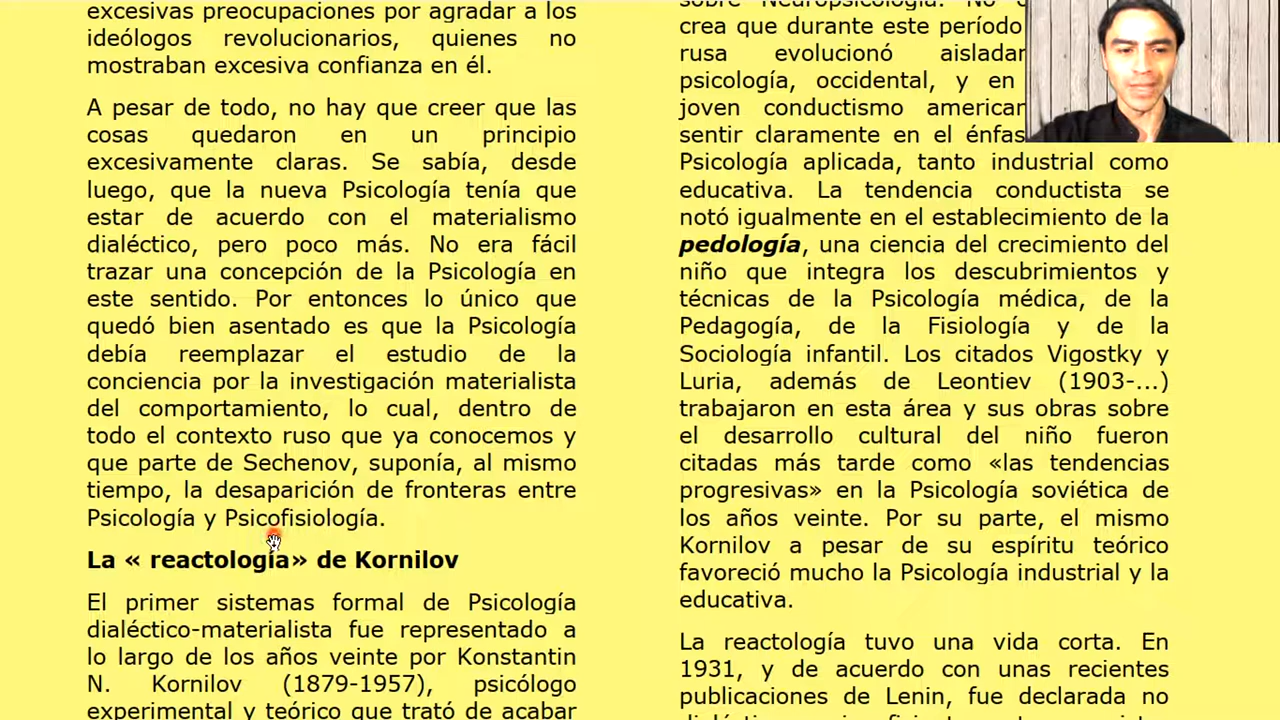 excesivas preocupaciones por agradar a los
ideólogos revolucionarios, quienes no
mostraban excesiva confianza en él.
A pesar de todo, no hay que creer que las
cosas quedaron en un principio
excesivamente claras. Se sabía, desde
luego, que la nueva Psicología tenía que
estar de acuerdo con el materialismo
dialéctico, pero poco más. No era fácil
trazar una concepción de la Psicología en
este sentido. Por entonces lo único que
quedó bien asentado es que la Psicología
debía reemplazar el estudio de la
conciencia por la investigación materialista
del comportamiento, lo cual, dentro de
todo el contexto ruso que ya conocemos y
que parte de Sechenov, suponía, al mismo
tiempo, la desaparición de fronteras entre
Psicología y Psicofisiología.
La « reactología» de Kornilov
El primer sistemas formal de Psicología
dialéctico-materialista fue representado a
lo largo de los años veinte por Konstantin
N. Kornilov (1879-1957), psicólogo
experimental y teórico que trató de acabar
sobre Neuropsicología. No
crea que durante este período
rusa evolucionó
psicología, occidental, y en
joven conductismo
sentir claramente en el
Psicología aplicada, tanto industrial como
educativa. La tendencia conductista se
notó igualmente en el establecimiento de la
pedología, una ciencia del crecimiento del
niño que integra los descubrimientos y
técnicas de la Psicología médica, de la
Pedagogía, de la Fisiología y de la
Sociología infantil. Los citados Vigostky y
Luria, además de Leontiev (1903-...)
trabajaron en esta área y sus obras sobre
el desarrollo cultural del niño fueron
citadas más tarde como «las tendencias
progresivas» en la Psicología soviética de
los años veinte. Por su parte, el mismo
Kornilov a pesar de su espíritu teórico
favoreció mucho la Psicología industrial y la
educativa.
La reactología tuvo una vida corta. En
1931, y de acuerdo con unas recientes
publicaciones de Lenin, fue declarada no